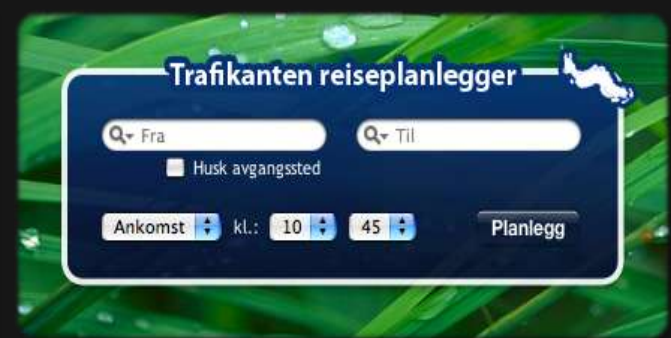 Trafikanten reiseplanlegger
Fra Til
Husk avgangssted
Ankomst kl.: 10 45 Planlegg